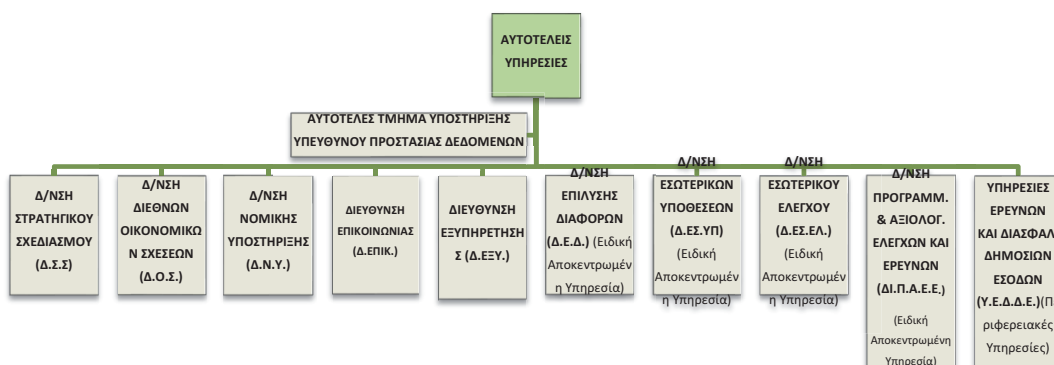 ΑΥΤΟΤΕΛΕΙΣ
ΥΠΗΡΕΣΙΕΣ
ΑΥΤΟΤΕΛΕΣ ΤΜΗΜΑ ΥΠΟΣΤΗΡΙΞΗΣ
ΥΠΕΥΘΥΝΟΥ ΠΡΟΣΤΑΣΙΑΣ ΔΕΔΟΜΕΝΩΝ
Δ/ΝΣΗ
ΣΤΡΑΤΗΓΙΚΟΥ
ΣΧΕΔΙΑΣΜΟΥ
(Δ.Σ.Σ)
Δ/ΝΣΗ
ΔΙΕΘΝΩΝ
ΟΙΚΟΝΟΜΙΚΩ
Ν ΣΧΕΣΕΩΝ
(Δ.Ο.Σ.)
Δ/ΝΣΗ
ΝΟΜΙΚΗΣ
ΥΠΟΣΤΗΡΙΞΗΣ
(Δ.Ν.Υ.)
ΔΙΕΥΘΥΝΣΗ
ΕΠΙΚΟΙΝΩΝΙΑΣ
(Δ.ΕΠΙΚ.)
ΔΙΕΥΘΥΝΣΗ
ΕΞΥΠΗΡΕΤΗΣΗ
Σ (Δ.ΕΞΥ.)
Δ/ΝΣΗ
ΕΠΙΛΥΣΗΣ
ΔΙΑΦΟΡΩΝ
(Δ.Ε.Δ.) (Ειδική
Αποκεντρωμέν
η Υπηρεσία)
Δ/ΝΣΗ
ΕΣΩΤΕΡΙΚΩΝ
ΥΠΟΘΕΣΕΩΝ
(Δ.ΕΣ.ΥΠ)
(Ειδική
Αποκεντρωμέν
η Υπηρεσία)
Δ/ΝΣΗ
ΕΣΩΤΕΡΙΚΟΥ
ΕΛΕΓΧΟΥ
(Δ.ΕΣ.ΕΛ.)
(Ειδική
Αποκεντρωμέν
η Υπηρεσία)
Δ/ΝΣΗ
ΠΡΟΓΡΑΜΜ.
& ΑΞΙΟΛΟΓ.
ΕΛΕΓΧΩΝ ΚΑΙ
ΕΡΕΥΝΩΝ
(ΔΙ.Π.Α.Ε.Ε.)
(Ειδική
Αποκεντρωμένη
Υπηρεσία)
ΥΠΗΡΕΣΙΕΣ
ΕΡΕΥΝΩΝ
ΚΑΙ ΔΙΑΣΦΑΛ
ΔΗΜΟΣΙΩΝ
ΕΣΟΔΩΝ
(Υ.Ε.Δ.Δ.Ε.)(Πε
ριφερειακές
Υπηρεσίες)